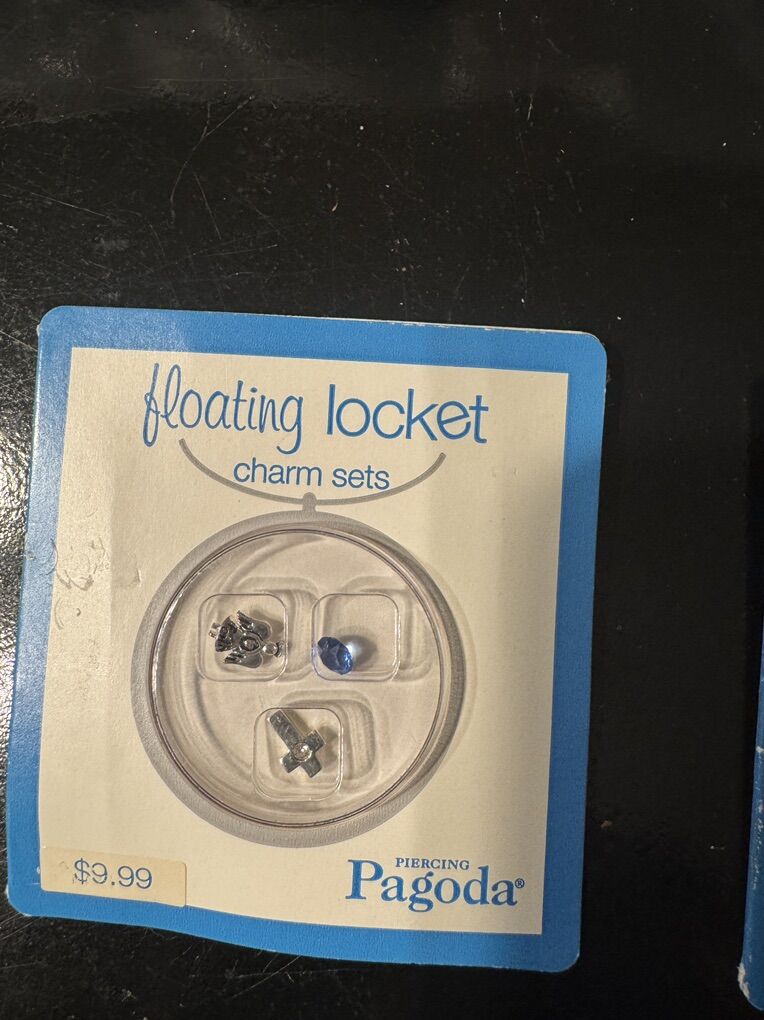 floating locket
charm sets
$9.99
PIERCING
Pagoda®